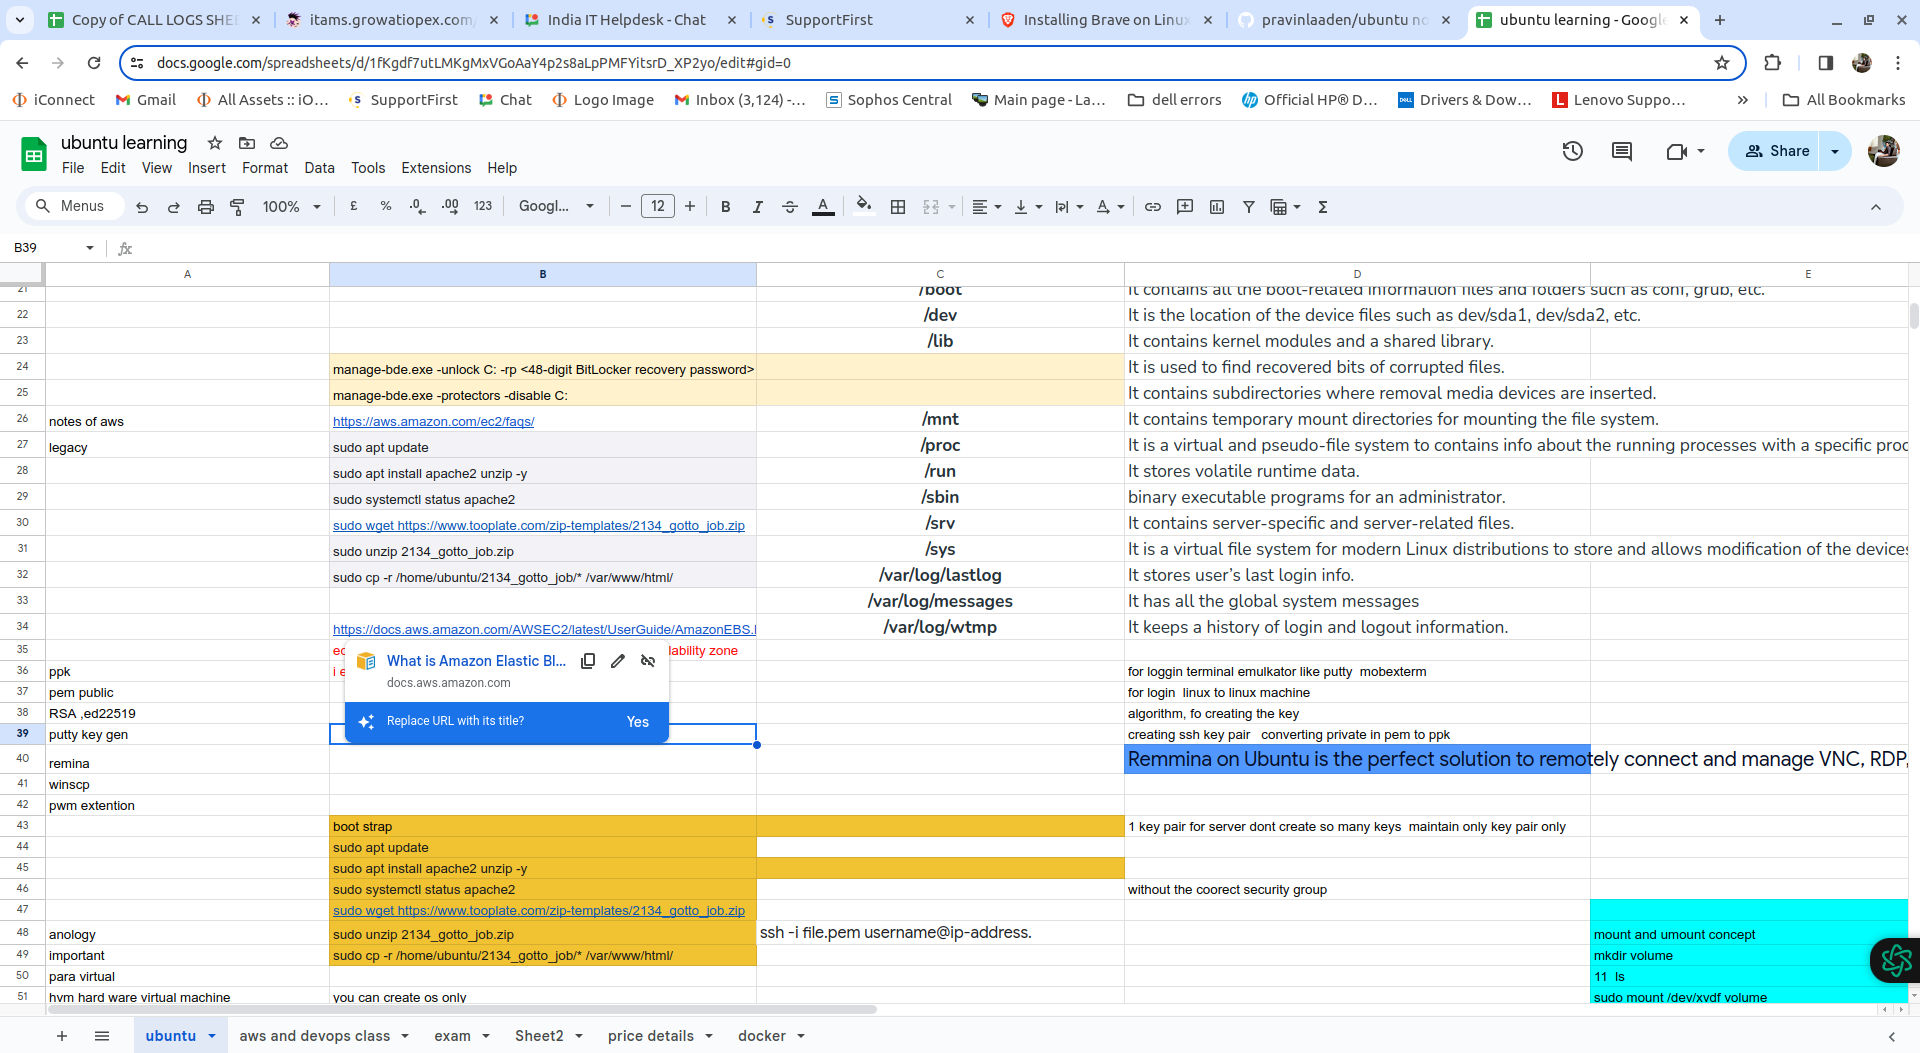 Copy of CALL LOGS SHEE
itams.growatiopex.com/
India IT Helpdesk - Chat
SupportFirst
Installing Brave on Linux
pravinlaaden/ubuntu no
ubuntu learning - Google
docs.google.com/spreadsheets/d/1fKgdf7utLMKgMxVGoAaY4p2s8aLpPMFYitsrD_XP2yo/edit#gid=0
iConnect
Gmail
All Assets :: iO...
SupportFirst
Chat
Logo Image
Inbox (3,124) -...
Sophos Central
Main page - La...
dell errors
Official HP® D...
Drivers & Dow...
Lenovo Suppo...
All Bookmarks
ubuntu learning
File Edit View Insert Format Data Tools Extensions Help
Share
Menus 100% £ % .0 .00 123 Googl... 12 B I A
B39
A B C D E
21 /boot It contains all the boot-related information files and folders such as conf, grub, etc.
22 /dev It is the location of the device files such as dev/sda1, dev/sda2, etc.
23 /lib It contains kernel modules and a shared library.
24 manage-bde.exe -unlock C: -rp <48-digit BitLocker recovery password> It is used to find recovered bits of corrupted files.
25 manage-bde.exe -protectors -disable C: It contains subdirectories where removal media devices are inserted.
26 notes of aws https://aws.amazon.com/ec2/faqs/ /mnt It contains temporary mount directories for mounting the file system.
27 legacy sudo apt update /proc It is a virtual and pseudo-file system to contains info about the running processes with a specific proc
28 sudo apt install apache2 unzip -y /run It stores volatile runtime data.
29 sudo systemctl status apache2 /sbin binary executable programs for an administrator.
30 sudo wget https://www.tooplate.com/zip-templates/2134_gotto_job.zip /srv It contains server-specific and server-related files.
31 sudo unzip 2134_gotto_job.zip /sys It is a virtual file system for modern Linux distributions to store and allows modification of the devices
32 sudo cp -r /home/ubuntu/2134_gotto_job/* /var/www/html/ /var/log/lastlog It stores user’s last login info.
33 /var/log/messages It has all the global system messages
34 https://docs.aws.amazon.com/AWSEC2/latest/UserGuide/AmazonEBS. /var/log/wtmp It keeps a history of login and logout information.
35 ec lability zone
What is Amazon Elastic Bl...
docs.aws.amazon.com
Replace URL with its title? Yes
36 ppk i e for loggin terminal emulkator like putty mobexterm
37 pem public for login linux to linux machine
38 RSA ,ed22519 algorithm, fo creating the key
39 putty key gen creating ssh key pair converting private in pem to ppk
40 remina Remmina on Ubuntu is the perfect solution to remotely connect and manage VNC, RDP,
41 winscp
42 pwm extention
43 boot strap 1 key pair for server dont create so many keys maintain only key pair only
44 sudo apt update
45 sudo apt install apache2 unzip -y
46 sudo systemctl status apache2 without the coorect security group
47 sudo wget https://www.tooplate.com/zip-templates/2134_gotto_job.zip
48 anology sudo unzip 2134_gotto_job.zip ssh -i file.pem username@ip-address. mount and umount concept
49 important sudo cp -r /home/ubuntu/2134_gotto_job/* /var/www/html/ mkdir volume
50 para virtual 11 ls
51 hvm hard ware virtual machine you can create os only sudo mount /dev/xvdf volume
ubuntu aws and devops class exam Sheet2 price details docker